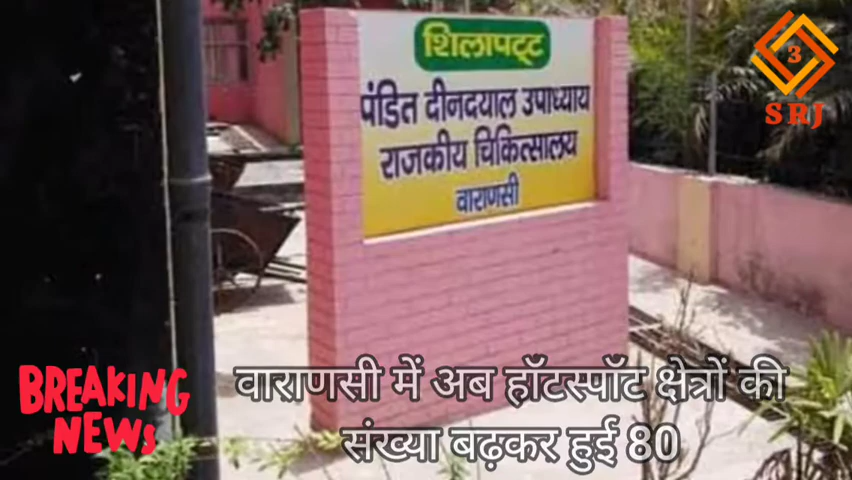 शिलापट्ट
पंडित दीनदयाल उपाध्याय
राजकीय चिकित्सालय
वाराणसी
3
SRJ
BREAKING
NEWS
वाराणसी में अब हॉटस्पॉट क्षेत्रों की
संख्या बढ़कर हुई 80